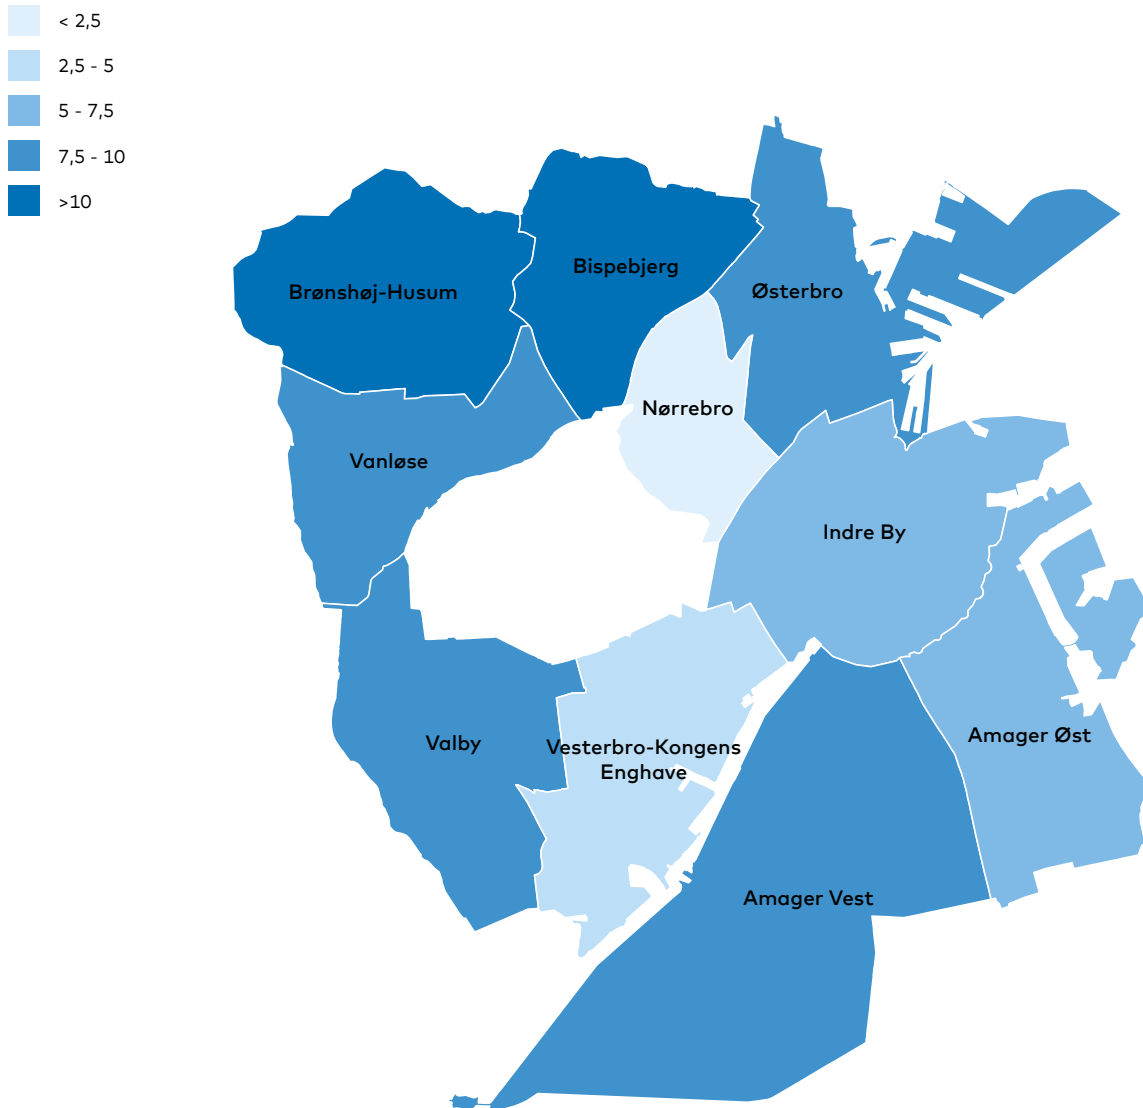 < 2,5
2,5 - 5
5 - 7,5
7,5 - 10
>10
Bispebjerg
Brønshøj-Husum
Østerbro
Nørrebro
Vanløse
Indre By
Amager Øst
Valby
Vesterbro-Kongens
Enghave
Amager Vest